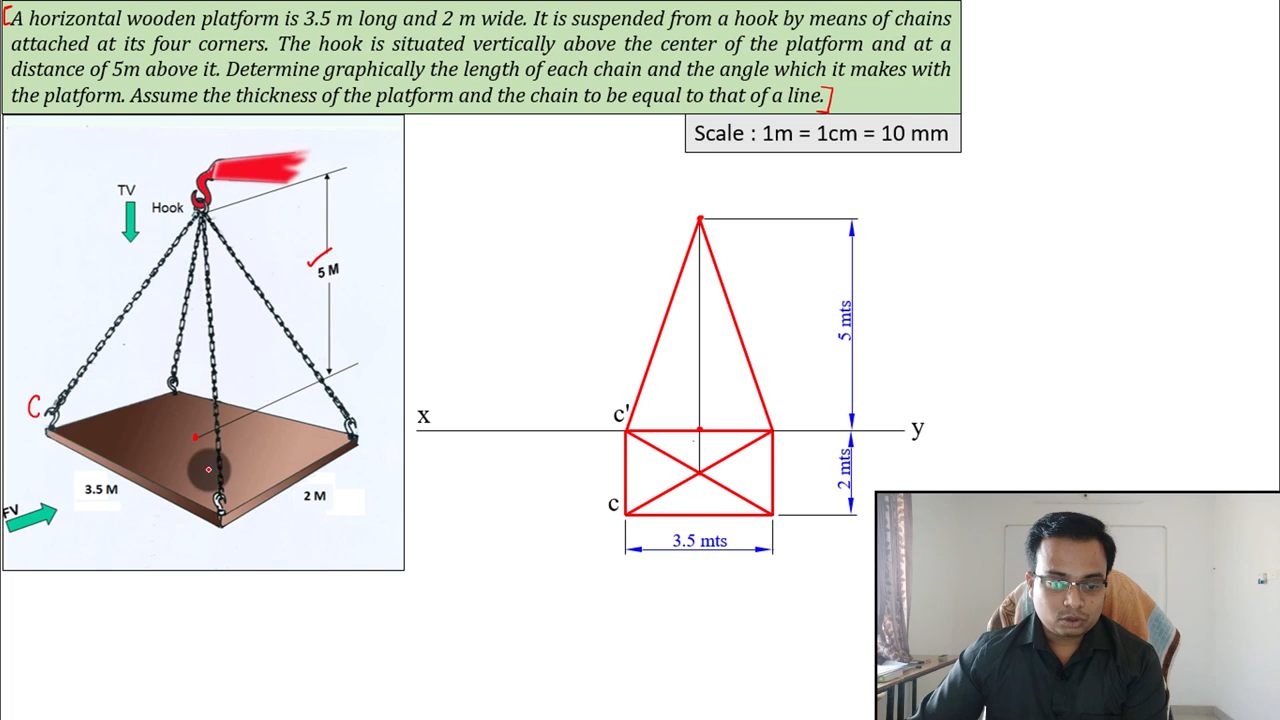 A horizontal wooden platform is 3.5 m long and 2 m wide. It is suspended from a hook by means of chains
attached at its four corners. The hook is situated vertically above the center of the platform and at a
distance of 5m above it. Determine graphically the length of each chain and the angle which it makes with
the platform. Assume the thickness of the platform and the chain to be equal to that of a line.
Scale : 1m = 1cm = 10 mm
TV
Hook
5 M
C
3.5 M
2 M
FV
x
c'
y
c
5 mts
2 mts
3.5 mts